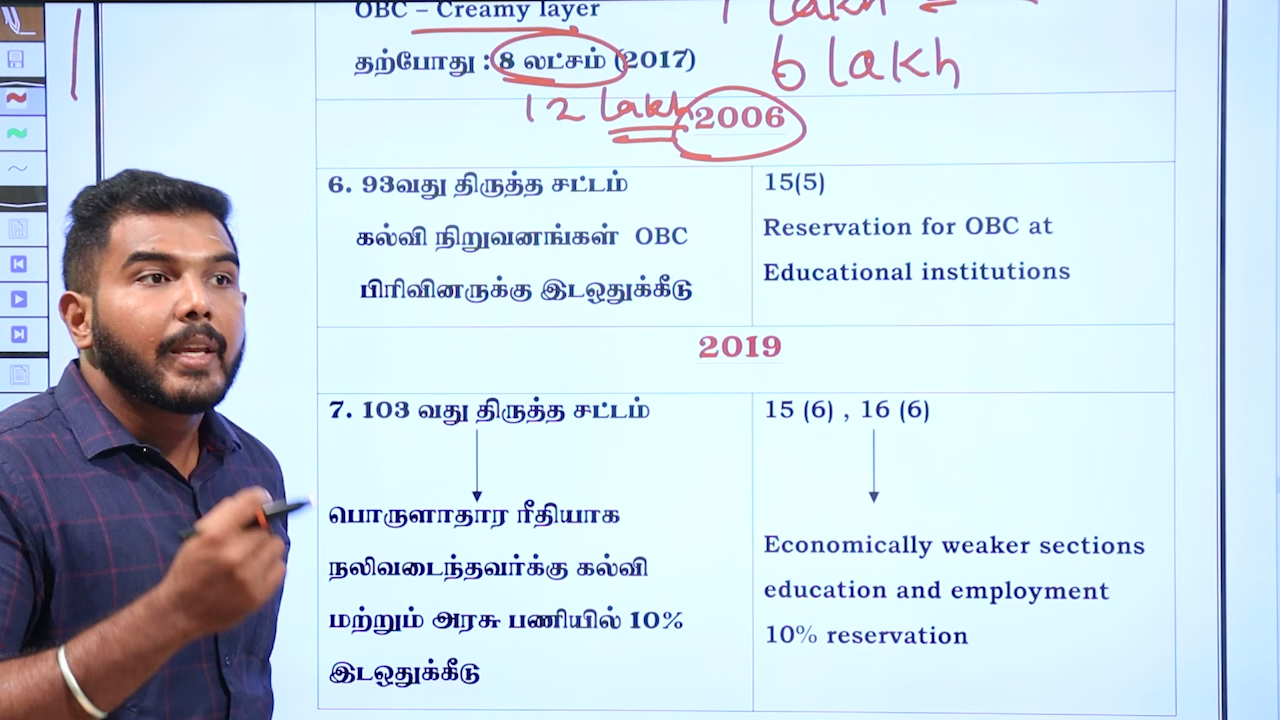 OBC – Creamy layer
lakh
தற்போது : 8 லட்சம் (2017)
6 lakh
12 lakh
2006
6. 93வது திருத்த சட்டம்
கல்வி நிறுவனங்கள் OBC
பிரிவினருக்கு இடஒதுக்கீடு
15(5)
Reservation for OBC at
Educational institutions
2019
7. 103 வது திருத்த சட்டம்
பொருளாதார ரீதியாக
நலிவடைந்தவர்க்கு கல்வி
மற்றும் அரசு பணியில் 10%
இடஒதுக்கீடு
15 (6) , 16 (6)
Economically weaker sections
education and employment
10% reservation